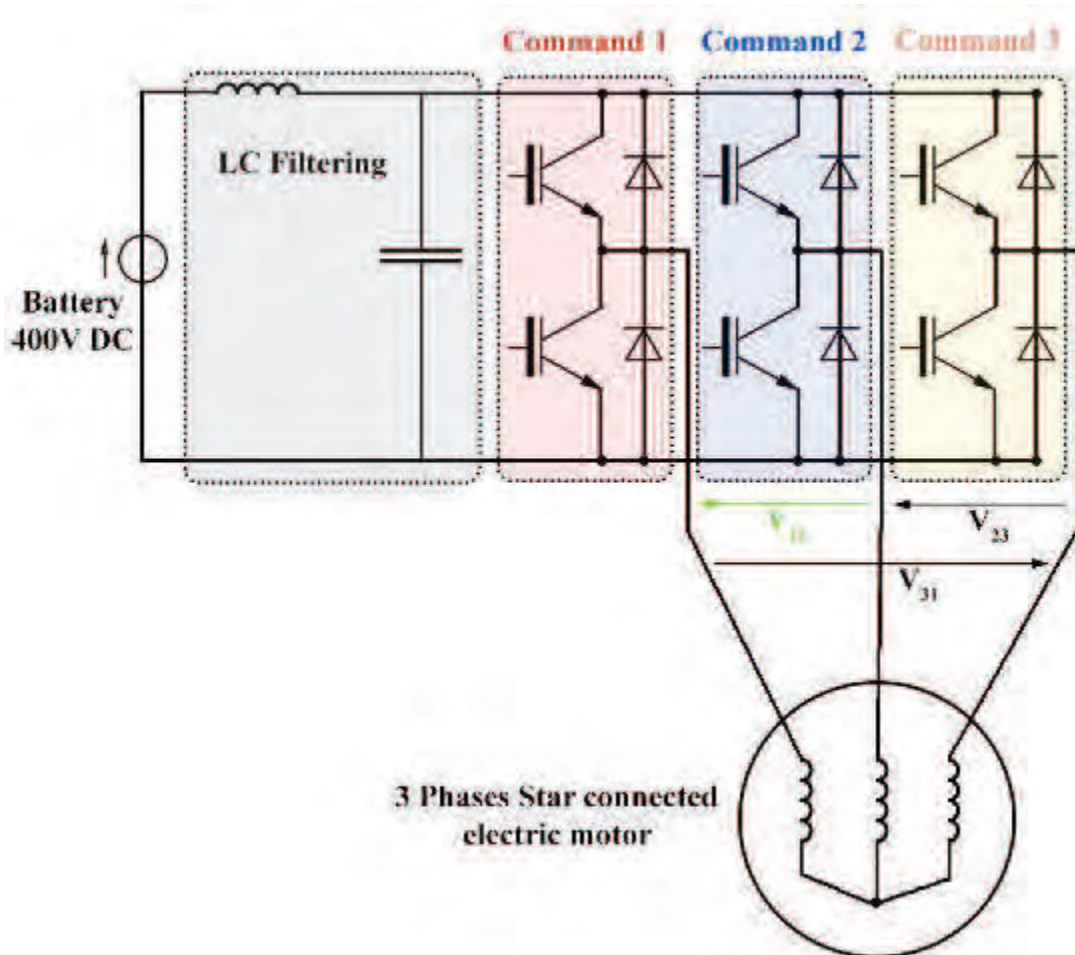 Command 1 Command 2 Command 3
LC Filtering
Battery
400V DC
V23
V31
3 Phases Star connected
electric motor